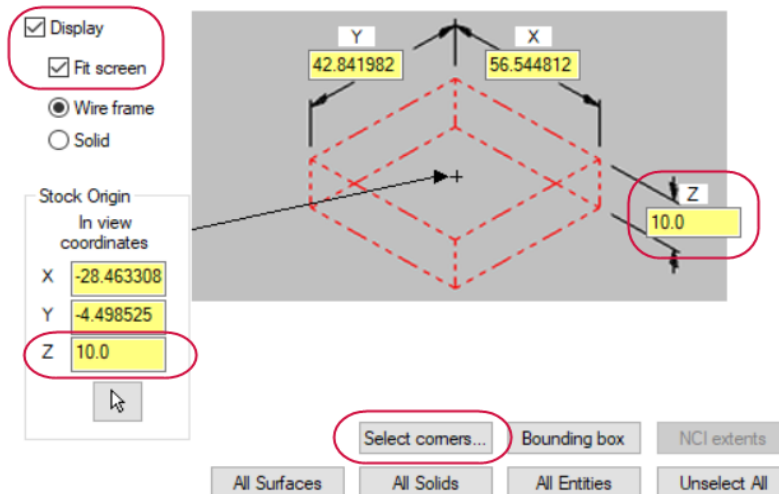 Display
Fit screen
Wire frame
Solid
Y
42.841982
X
56.544812
Z
10.0
Stock Origin
In view
coordinates
X -28.463308
Y -4.498525
Z 10.0
Select corners... Bounding box NCI extents
All Surfaces All Solids All Entities Unselect All